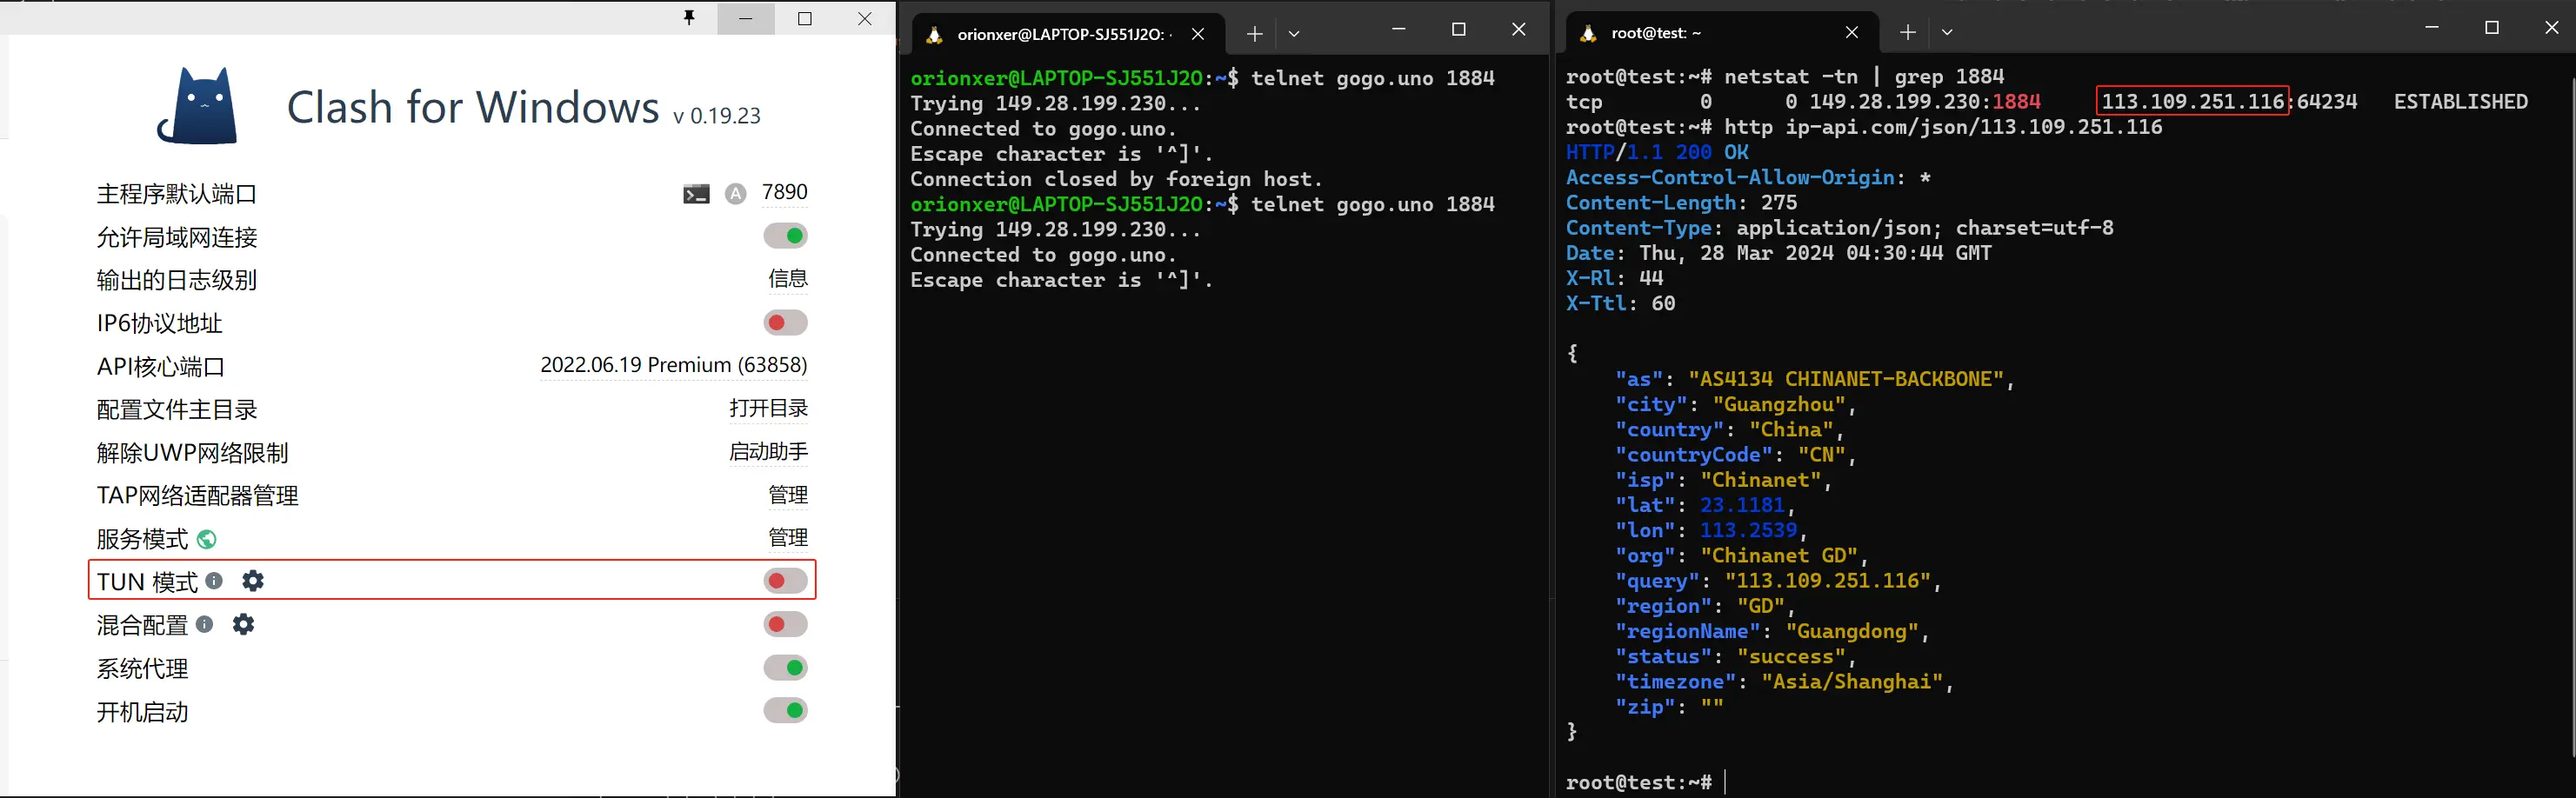 Clash for Windows v 0.19.23
主程序默认端口 A 7890
允许局域网连接
输出的日志级别 信息
IP6协议地址
API核心端口 2022.06.19 Premium (63858)
配置文件主目录 打开目录
解除UWP网络限制 启动助手
TAP网络适配器管理 管理
服务模式 管理
TUN 模式
混合配置
系统代理
开机启动
orionxer@LAPTOP-SJ551J2O:
orionxer@LAPTOP-SJ551J2O:~$ telnet gogo.uno 1884
Trying 149.28.199.230...
Connected to gogo.uno.
Escape character is '^]'.
Connection closed by foreign host.
orionxer@LAPTOP-SJ551J2O:~$ telnet gogo.uno 1884
Trying 149.28.199.230...
Connected to gogo.uno.
Escape character is '^]'.
root@test: ~
root@test:~# netstat -tn | grep 1884
tcp 0 0 149.28.199.230:1884 113.109.251.116:64234 ESTABLISHED
root@test:~# http ip-api.com/json/113.109.251.116
HTTP/1.1 200 OK
Access-Control-Allow-Origin: *
Content-Length: 275
Content-Type: application/json; charset=utf-8
Date: Thu, 28 Mar 2024 04:30:44 GMT
X-Rl: 44
X-Ttl: 60
{
"as": "AS4134 CHINANET-BACKBONE",
"city": "Guangzhou",
"country": "China",
"countryCode": "CN",
"isp": "Chinanet",
"lat": 23.1181,
"lon": 113.2539,
"org": "Chinanet GD",
"query": "113.109.251.116",
"region": "GD",
"regionName": "Guangdong",
"status": "success",
"timezone": "Asia/Shanghai",
"zip": ""
}
root@test:~#